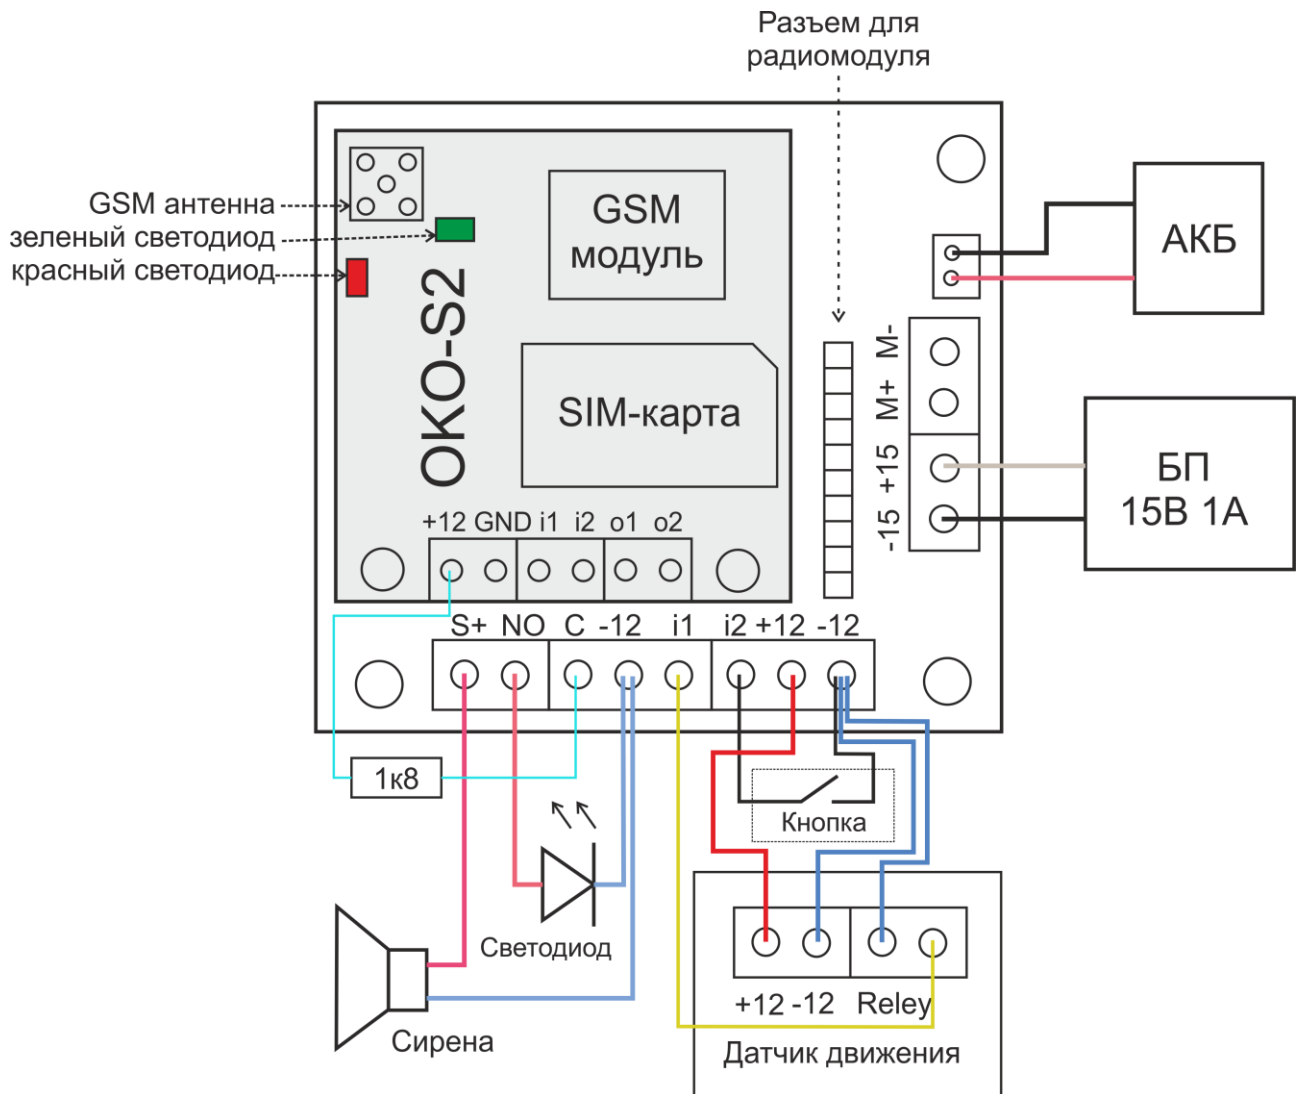 Разъем для
радиомодуля
GSM антенна
зеленый светодиод
красный светодиод
GSM
модуль
OKO-S2
SIM-карта
+12 GND i1 i2 o1 o2
S+ NO C -12 i1 i2 +12 -12
M-
M+
+15
-15
АКБ
БП
15В 1А
1к8
Кнопка
Светодиод
Сирена
+12 -12 Reley
Датчик движения